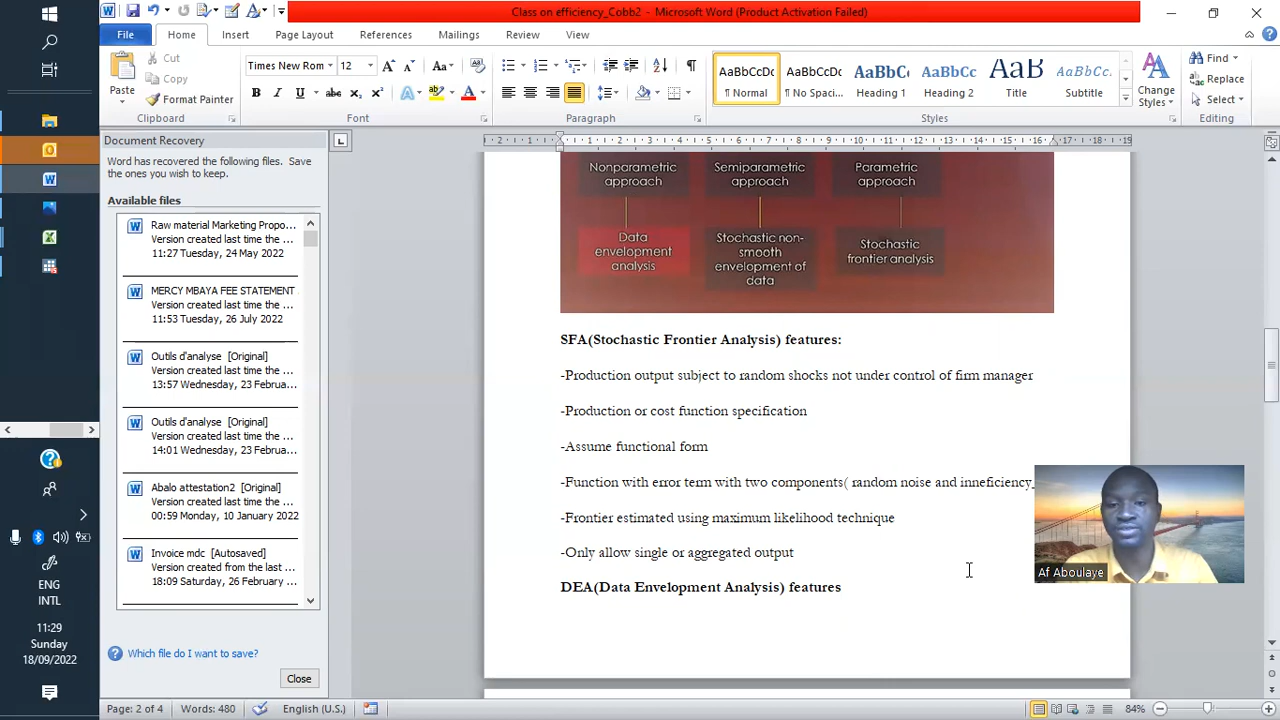 Class on efficiency_Cobb2 - Microsoft Word (Product Activation Failed)
File Home Insert Page Layout References Mailings Review View
Cut
Copy
Format Painter
Paste
Clipboard
Times New Rom 12
Font
Paragraph
AaBbCcDc AaBbCcDc AaBbCc AaBbCc AaB AaBbCc.
¶ Normal ¶ No Spaci... Heading 1 Heading 2 Title Subtitle
Change
Styles
Styles
Find
Replace
Select
Editing
Document Recovery
Word has recovered the following files. Save
the ones you wish to keep.
Available files
Raw material Marketing Propo...
Version created last time the ...
11:27 Tuesday, 24 May 2022
MERCY MBAYA FEE STATEMENT
Version created last time the ...
11:53 Tuesday, 26 July 2022
Outils d'analyse [Original]
Version created last time the ...
13:57 Wednesday, 23 Februa...
Outils d'analyse [Original]
Version created last time the ...
14:01 Wednesday, 23 Februa...
Abalo attestation2 [Original]
Version created last time the ...
00:59 Monday, 10 January 2022
Invoice mdc [Autosaved]
Version created from the last ...
18:09 Saturday, 26 February ...
Which file do I want to save?
Close
Nonparametric
approach
Semiparametric
approach
Parametric
approach
Data
envelopment
analysis
Stochastic non-
smooth
envelopment of
data
Stochastic
frontier analysis
SFA(Stochastic Frontier Analysis) features:
-Production output subject to random shocks not under control of firm manager
-Production or cost function specification
-Assume functional form
-Function with error term with two components( random noise and inneficiency
-Frontier estimated using maximum likelihood technique
-Only allow single or aggregated output
DEA(Data Envelopment Analysis) features
Af Aboulaye
ENG
INTL
11:29
Sunday
18/09/2022
Page: 2 of 4 Words: 480 English (U.S.) 84%